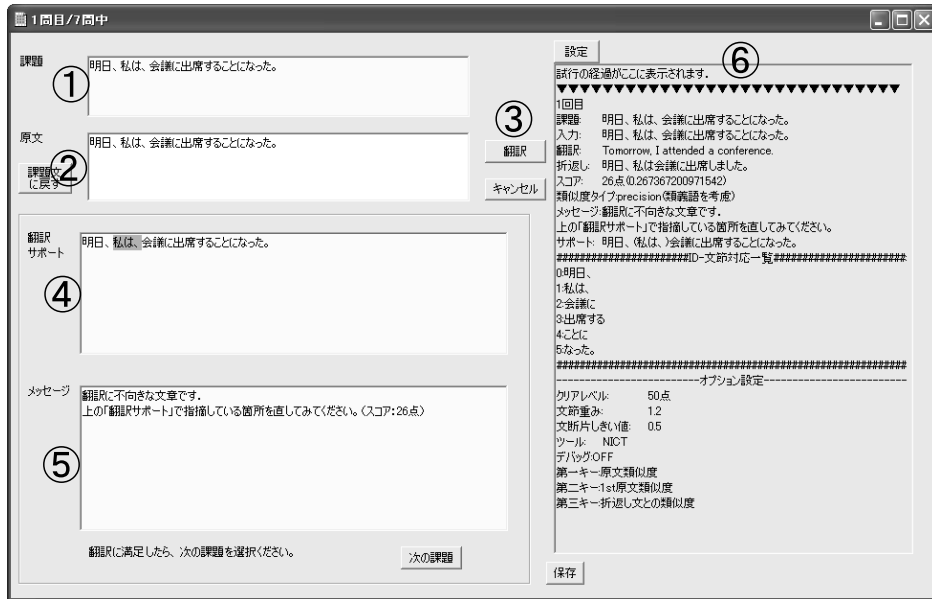 1問目/7問中
課題
①
明日、私は、会議に出席することになった。
原文
②
課題文
に戻す
明日、私は、会議に出席することになった。
③
翻訳
キャンセル
翻訳
サポート
④
明日、私は、会議に出席することになった。
メッセージ
⑤
翻訳に不向きな文章です．
上の「翻訳サポート」で指摘している箇所を直してみてください。（スコア：26点）
翻訳に満足したら、次の課題を選択ください。
次の課題
設定
⑥
試行の経過がここに表示されます．
▼▼▼▼▼▼▼▼▼▼▼▼▼▼▼▼▼▼▼▼▼▼▼▼▼▼▼▼▼▼
1回目
課題:　明日、私は、会議に出席することになった。
入力:　明日、私は、会議に出席することになった。
翻訳:　Tomorrow, I attended a conference.
折返し:　明日、私は会議に出席しました。
スコア:　26点(0.267367200971542)
類似度タイプ:precision(類義語を考慮)
メッセージ:翻訳に不向きな文章です．
上の「翻訳サポート」で指摘している箇所を直してみてください。
サポート:　明日、(私は、)会議に出席することになった。
######################ID-文節対応一覧######################
0:明日、
1:私は、
2:会議に
3:出席する
4:ことに
5:なった。
##########################################################
------------------------オプション設定------------------------
クリアレベル:　50点
文節重み:　1.2
文断片しきい値:　0.5
ツール:　NICT
デバッグ:OFF
第一キー:原文類似度
第二キー:1st原文類似度
第三キー:折返し文との類似度
保存